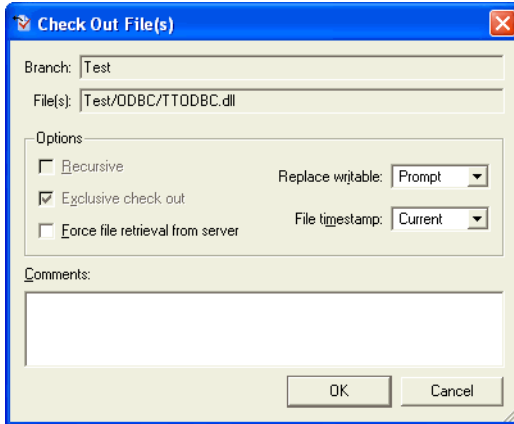 Check Out File(s)
Branch: Test
File(s): Test/ODBC/TTODBC.dll
Options
Recursive
Replace writable: Prompt
Exclusive check out
File timestamp: Current
Force file retrieval from server
Comments:
OK Cancel